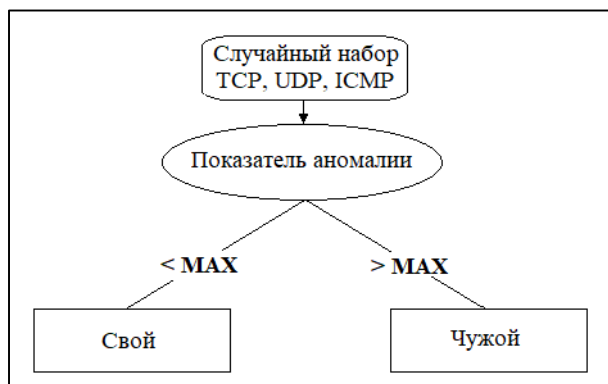 Случайный набор
TCP, UDP, ICMP
Показатель аномалии
< MAX
> MAX
Свой
Чужой